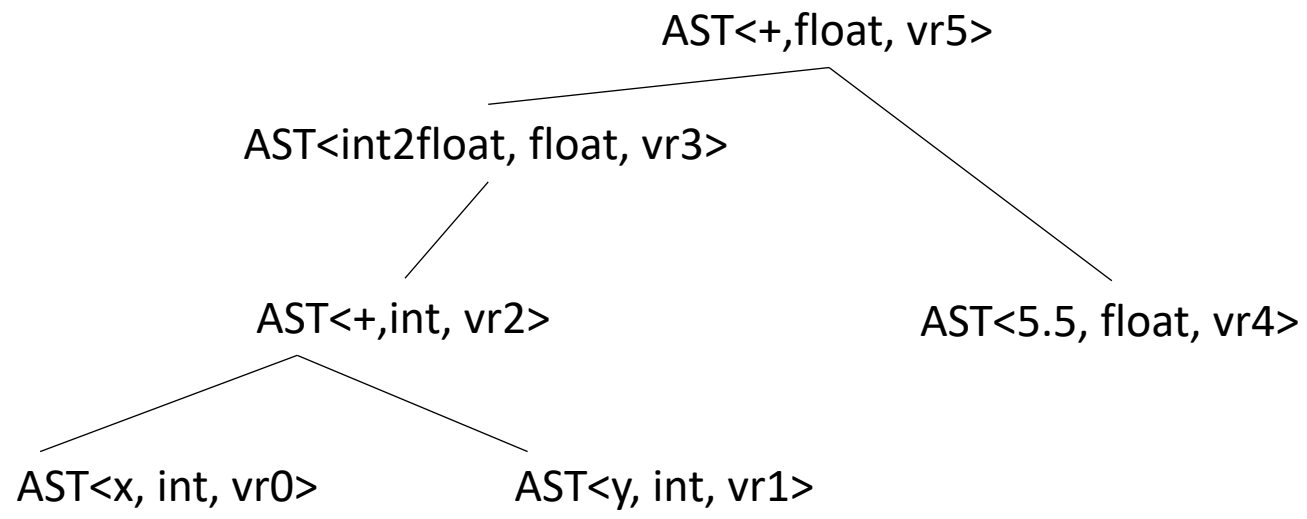 AST<+,float, vr5>
AST<int2float, float, vr3>
AST<+,int, vr2>
AST<5.5, float, vr4>
AST<x, int, vr0>
AST<y, int, vr1>